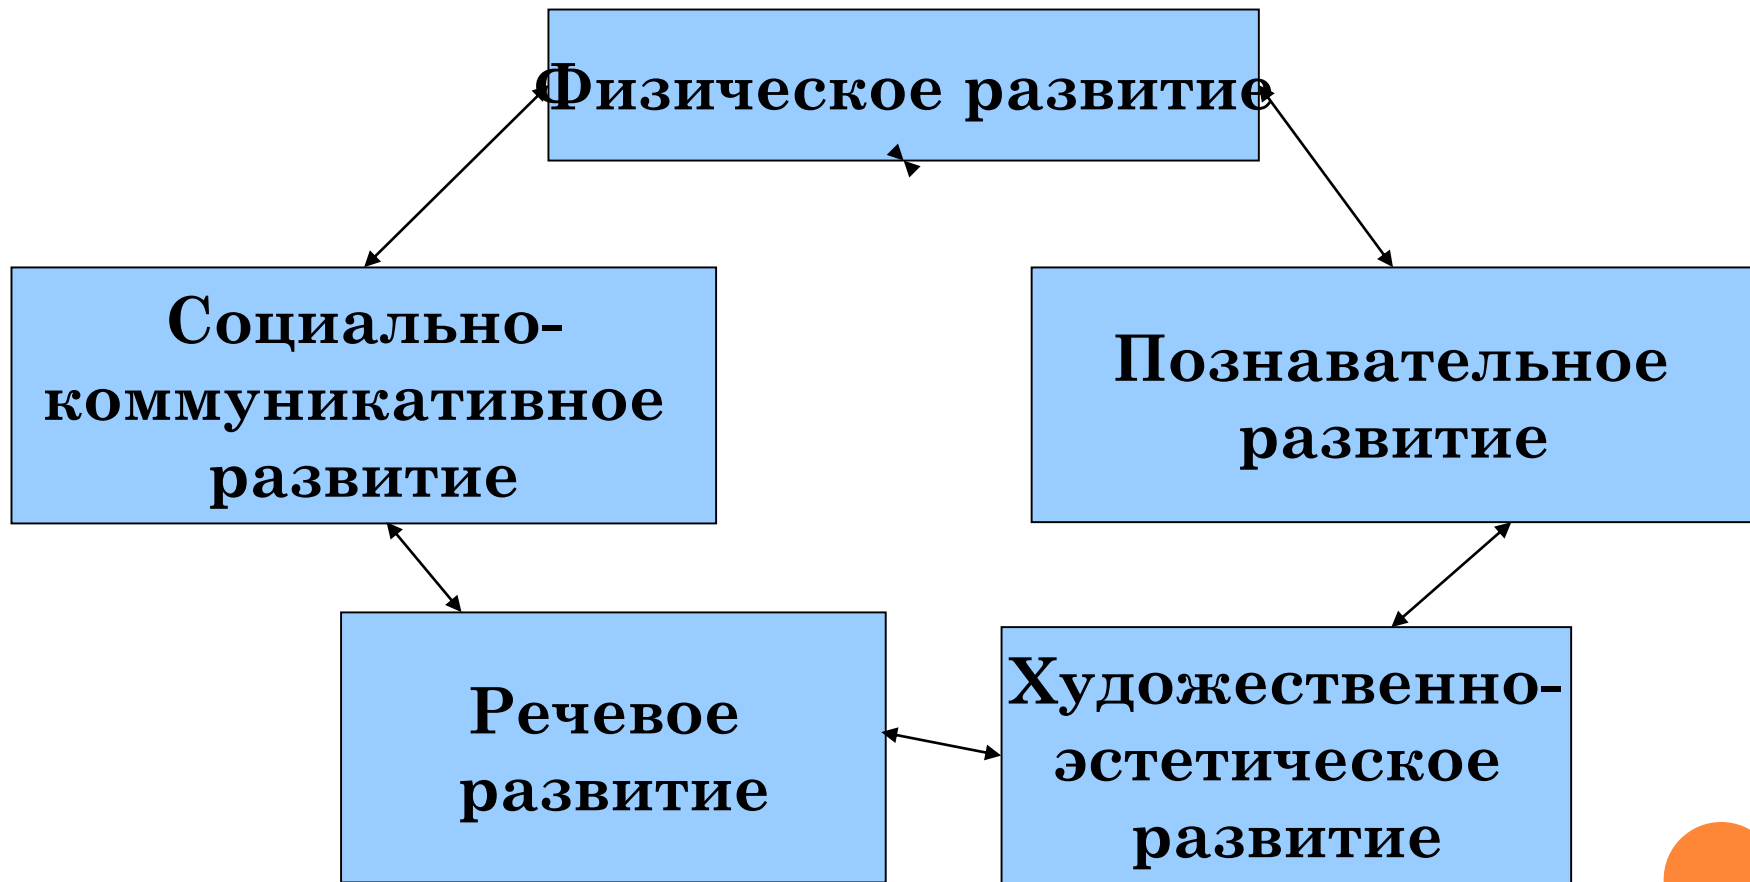 Физическое развитие
Социально-
коммуникативное
развитие
Познавательное
развитие
Речевое
развитие
Художественно-
эстетическое
развитие